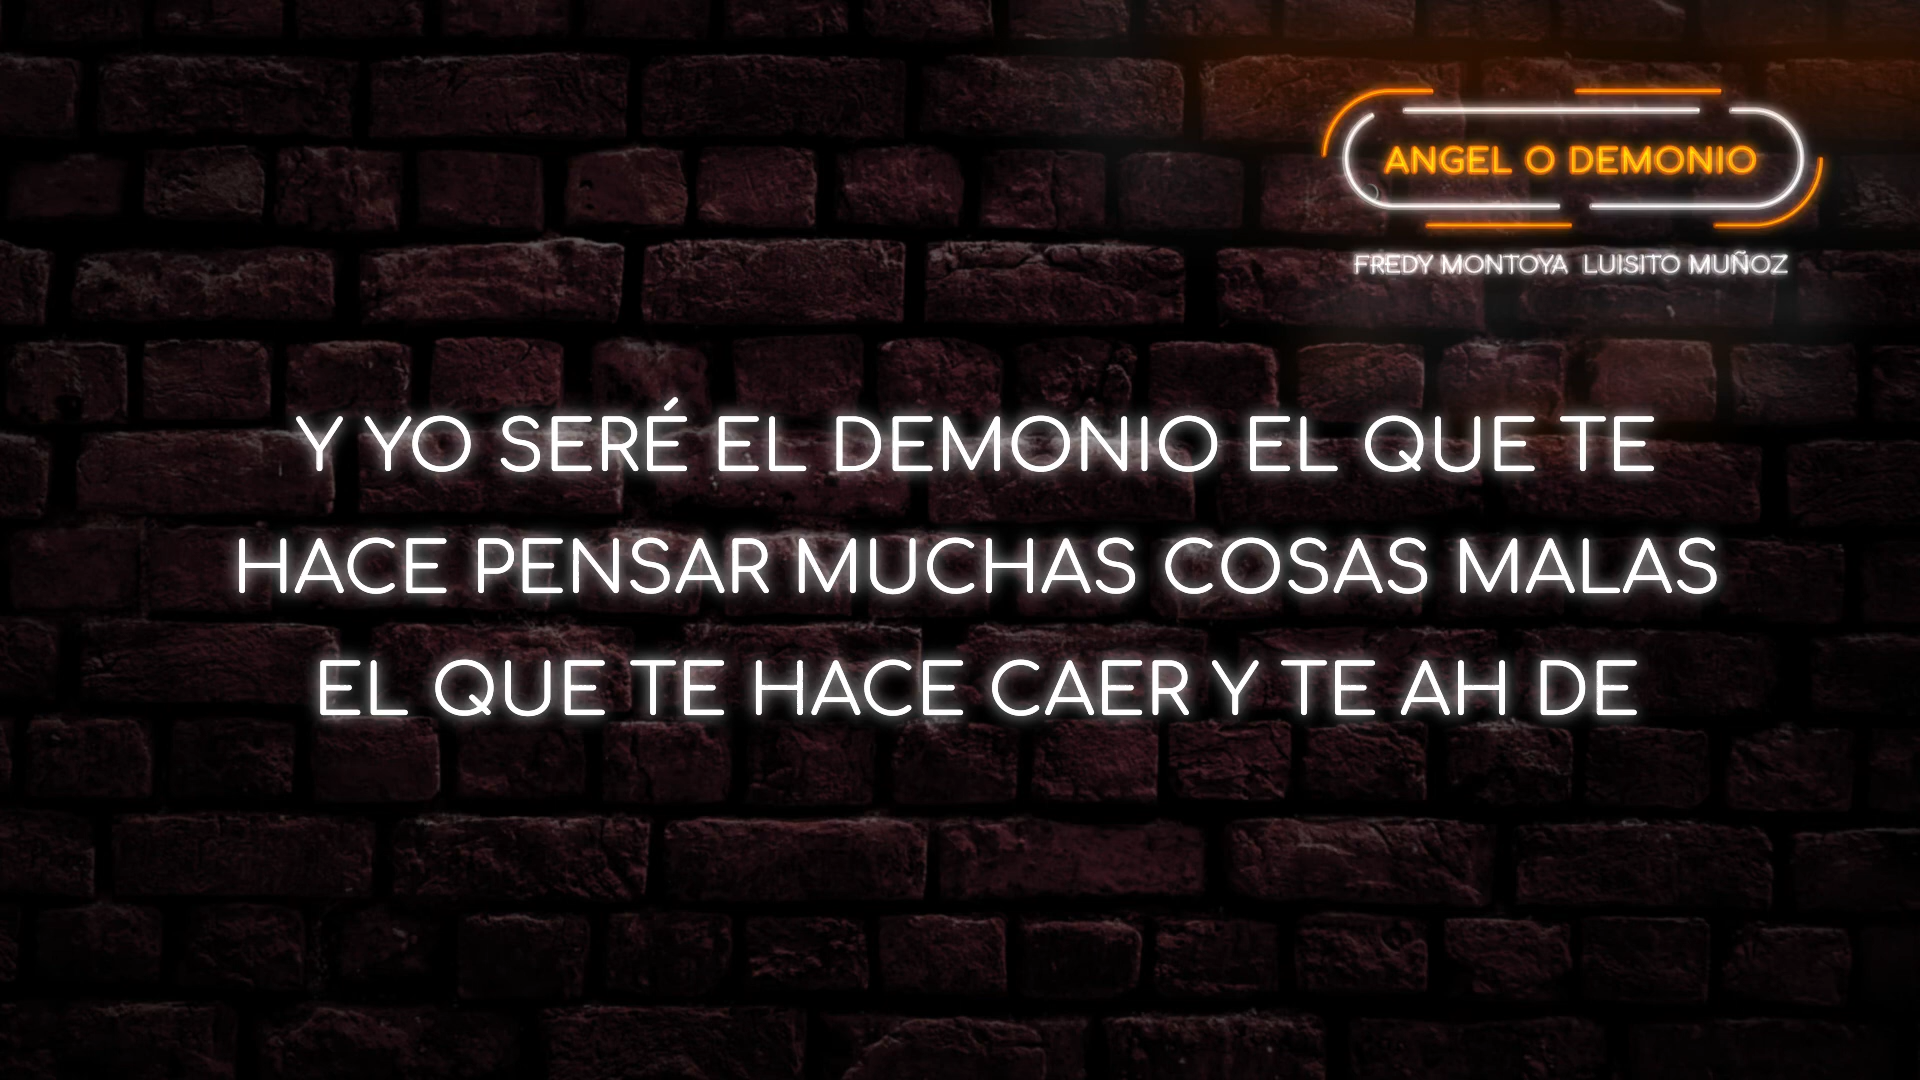 ANGEL O DEMONIO
FREDY MONTOYA LUISITO MUÑOZ
Y YO SERÉ EL DEMONIO EL QUE TE
HACE PENSAR MUCHAS COSAS MALAS
EL QUE TE HACE CAER Y TE AH DE